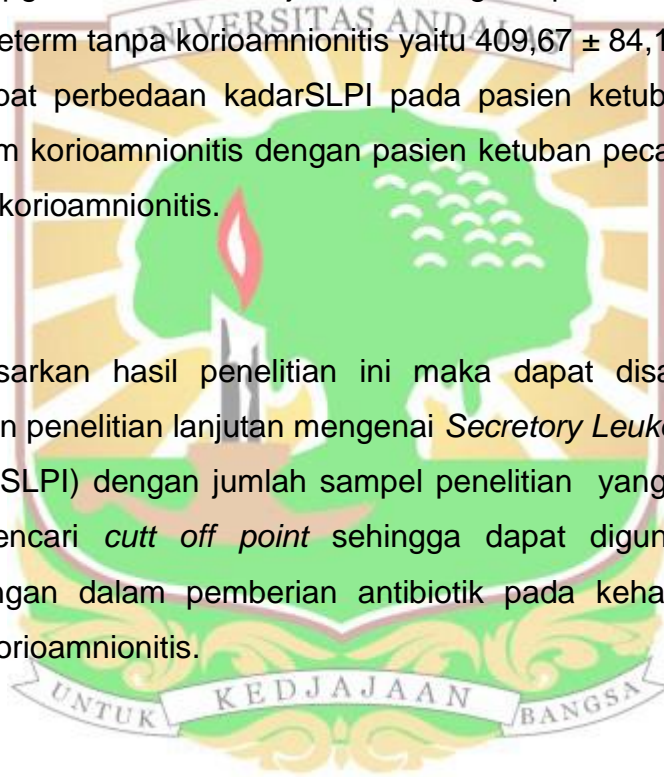 UNIVERSITAS ANDALAS
eterm tanpa korioamnionitis yaitu 409,67 ± 84,1
pat perbedaan kadarSLPI pada pasien ketub
m korioamnionitis dengan pasien ketuban peca
korioamnionitis.
sarkan hasil penelitian ini maka dapat disa
n penelitian lanjutan mengenai Secretory Leuko
SLPI) dengan jumlah sampel penelitian yang
encari cutt off point sehingga dapat digun
ngan dalam pemberian antibiotik pada keha
orioamnionitis.
UNTUK KEDJAJAAN BANGSA